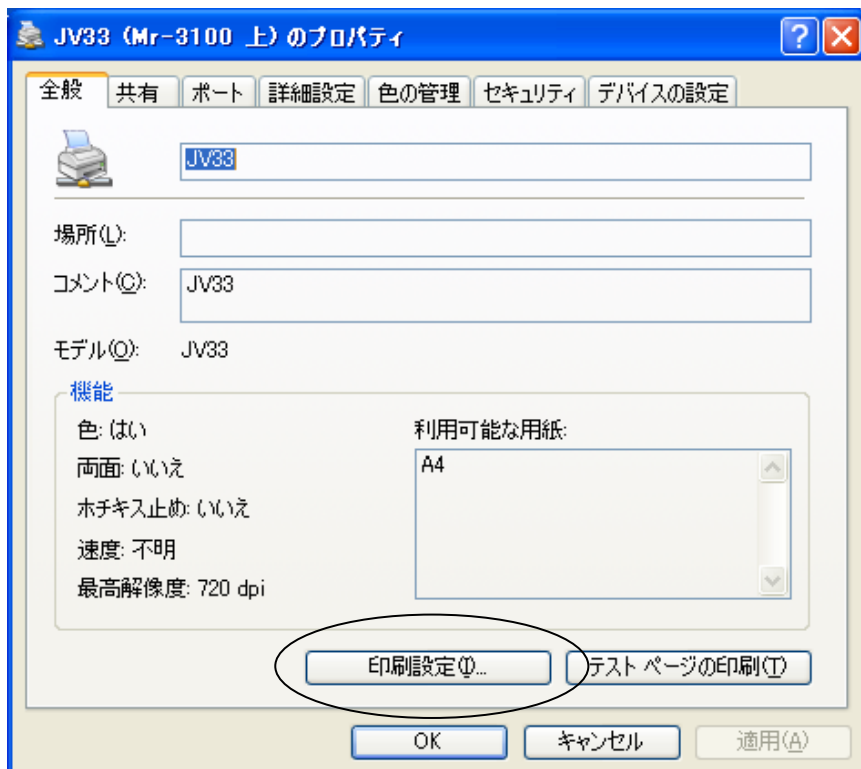 JV33 (Mr-3100 上) のプロパティ
全般 共有 ポート 詳細設定 色の管理 セキュリティ デバイスの設定
JV33
場所(L):
コメント(C): JV33
モデル(O): JV33
機能
色: はい 利用可能な用紙:
両面: いいえ A4
ホチキス止め: いいえ
速度: 不明
最高解像度: 720 dpi
印刷設定(I)... テスト ページの印刷(T)
OK キャンセル 適用(A)